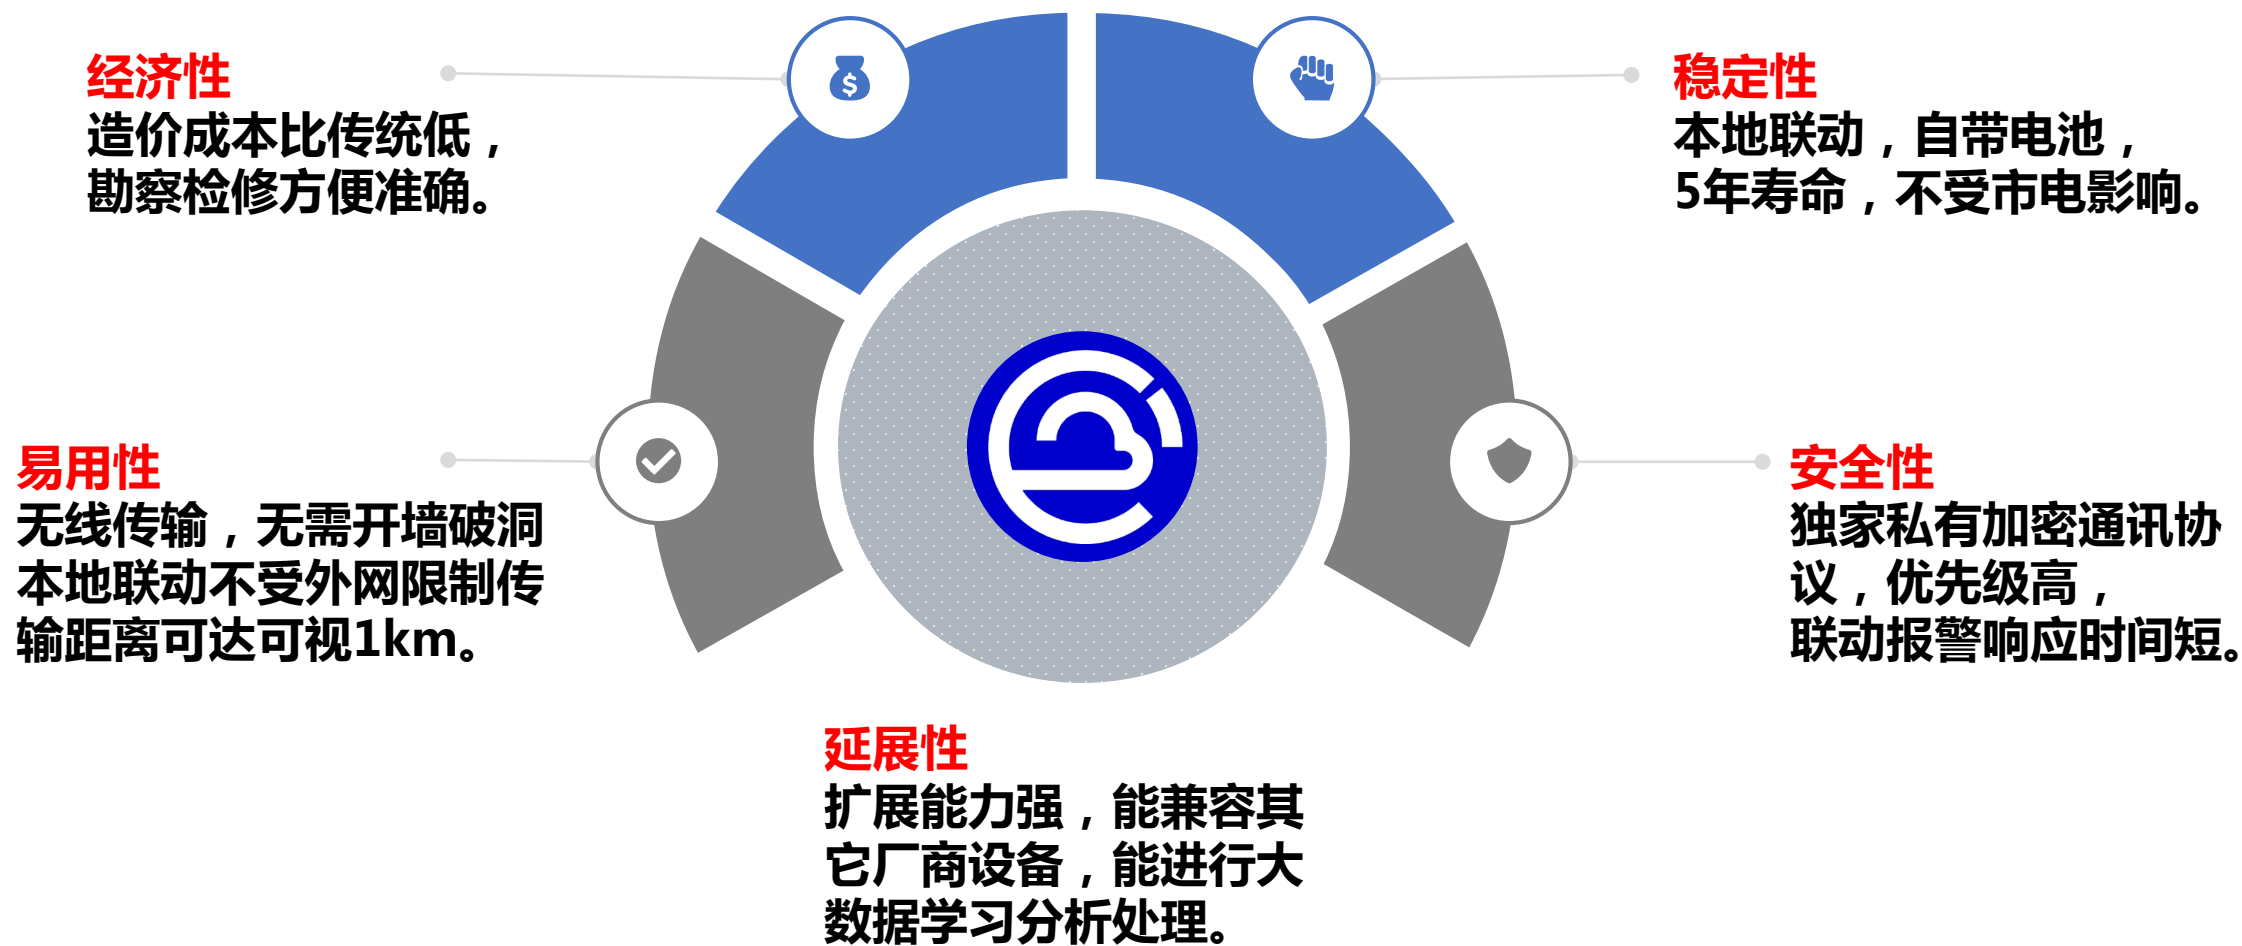 经济性
造价成本比传统低，
勘察检修方便准确。
稳定性
本地联动，自带电池，
5年寿命，不受市电影响。
易用性
无线传输，无需开墙破洞
本地联动不受外网限制传
输距离可达可视1km。
安全性
独家私有加密通讯协
议，优先级高，
联动报警响应时间短。
延展性
扩展能力强，能兼容其
它厂商设备，能进行大
数据学习分析处理。